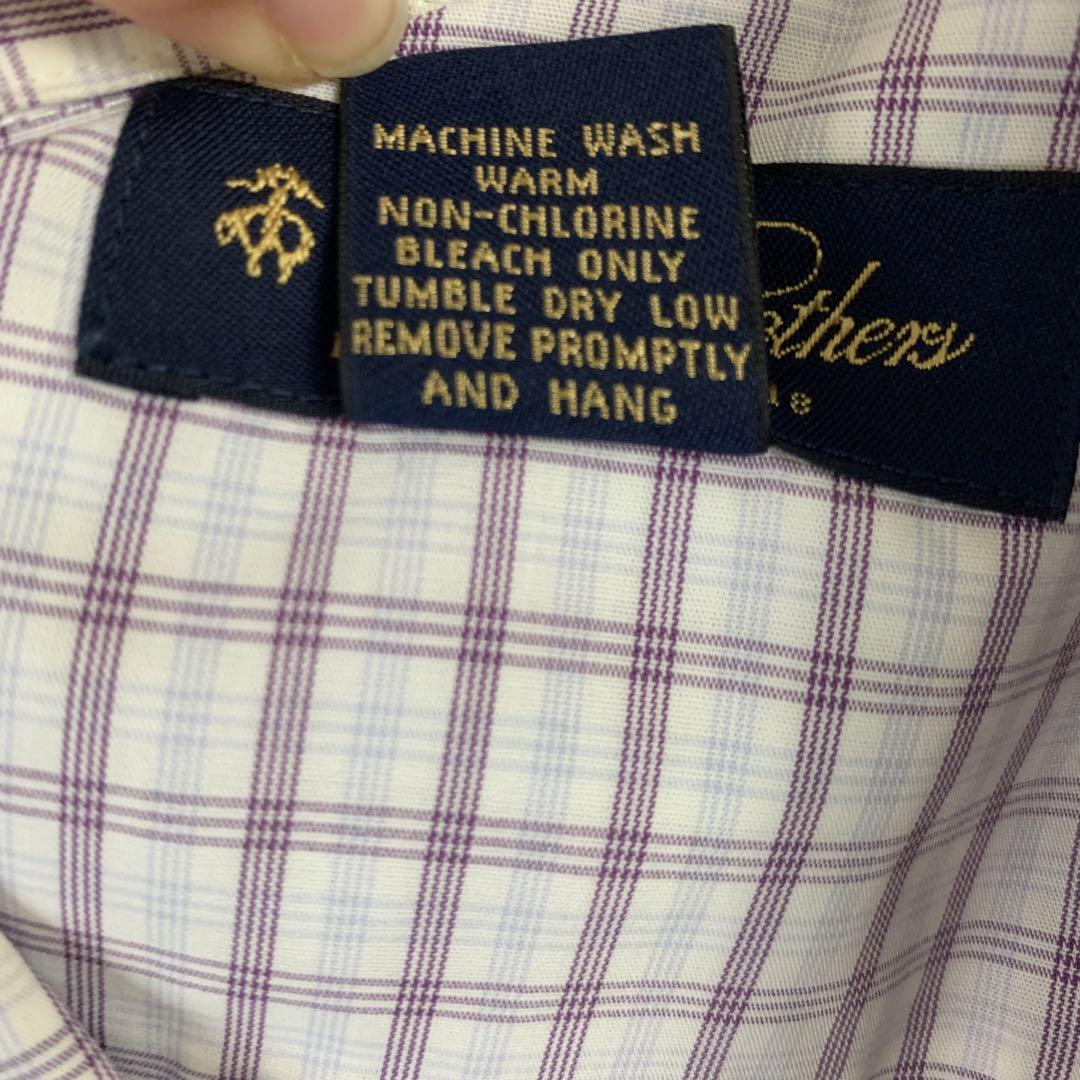 MACHINE WASH
WARM
NON-CHLORINE
BLEACH ONLY
TUMBLE DRY LOW
REMOVE PROMPTLY
AND HANG